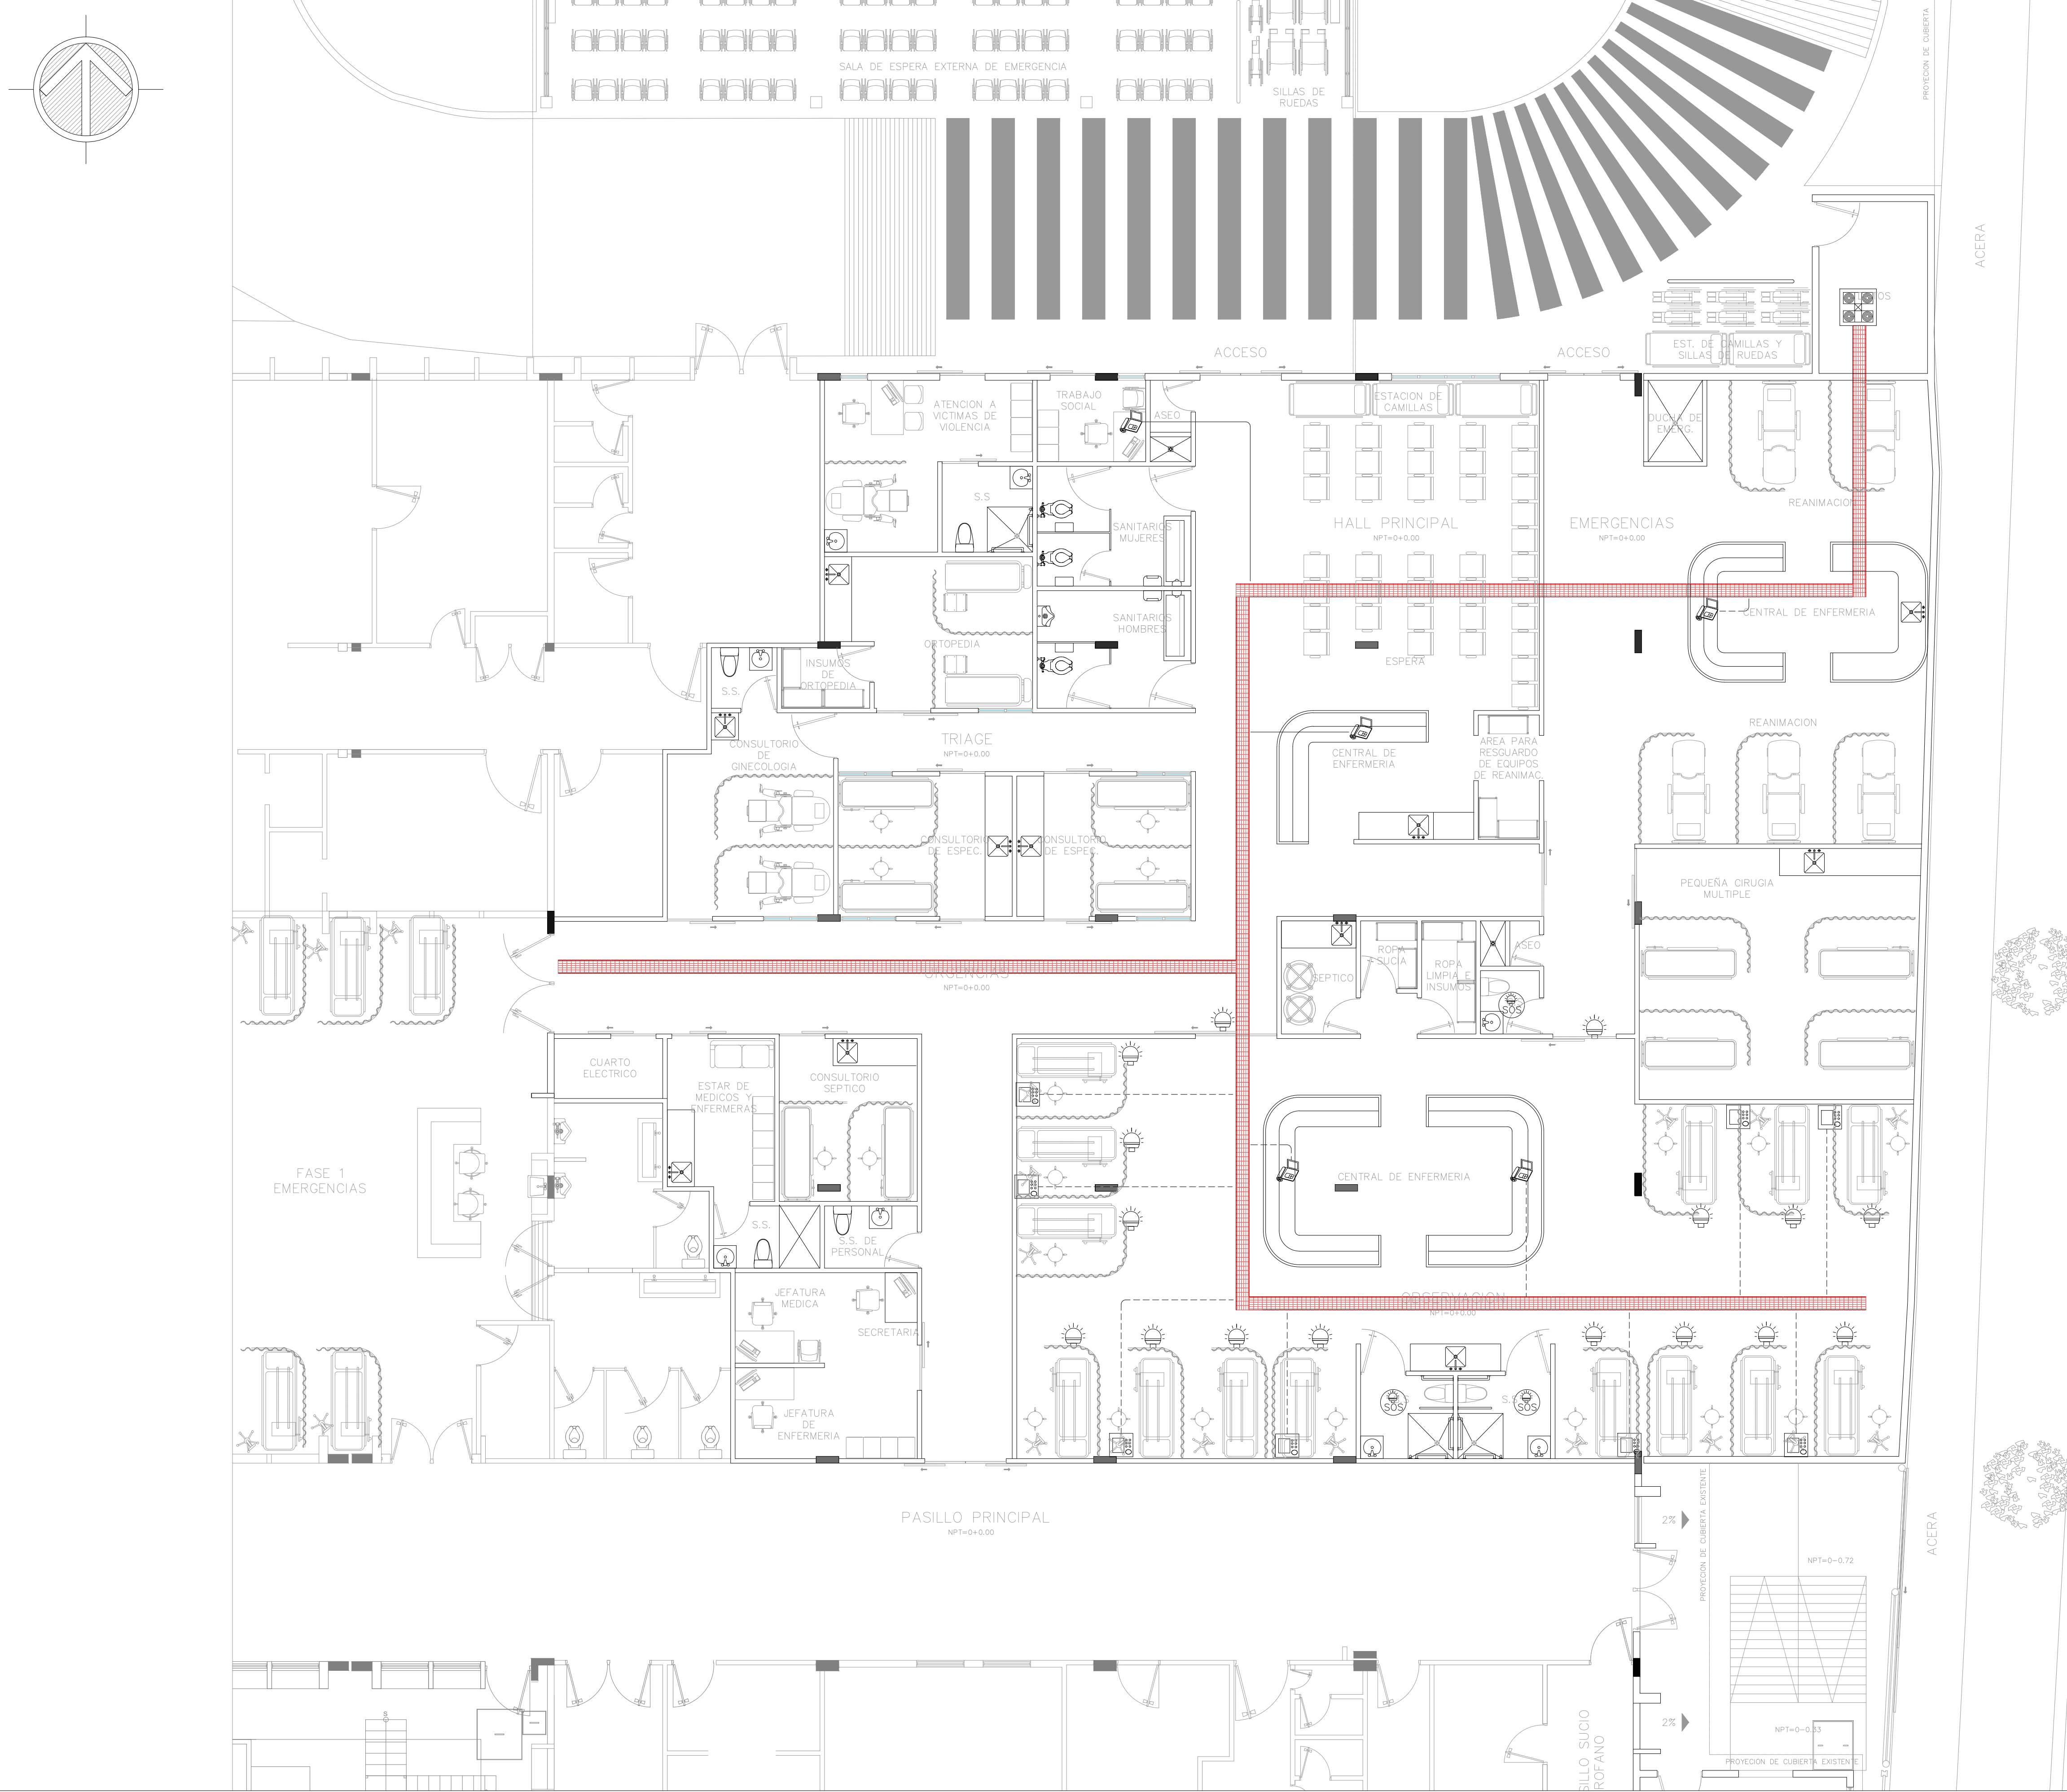 PROYECION DE CUBIERTA
SALA DE ESPERA EXTERNA DE EMERGENCIA
SILLAS DE
RUEDAS
ACERA
EST. DE CAMILLAS Y
SILLAS DE RUEDAS
ACCESO
ACCESO
ATENCION A
VICTIMAS DE
VIOLENCIA
TRABAJO
SOCIAL
ASEO
ESTACION DE
CAMILLAS
DUCHA DE
EMERG.
REANIMACION
S.S
SANITARIOS
MUJERES
HALL PRINCIPAL
NPT=0+0.00
EMERGENCIAS
NPT=0+0.00
SANITARIOS
HOMBRES
CENTRAL DE ENFERMERIA
ORTOPEDIA
ESPERA
INSUMOS
DE
ORTOPEDIA
S.S.
TRIAGE
NPT=0+0.00
CONSULTORIO
DE
GINECOLOGIA
CENTRAL DE
ENFERMERIA
AREA PARA
RESGUARDO
DE EQUIPOS
DE REANIMAC.
REANIMACION
CONSULTORIO
DE ESPEC.
CONSULTORIO
DE ESPEC.
PEQUEÑA CIRUGIA
MULTIPLE
URGENCIAS
NPT=0+0.00
SEPTICO
ROPA
SUCIA
ROPA
LIMPIA E
INSUMOS
ASEO
SOS
CUARTO
ELECTRICO
ESTAR DE
MEDICOS Y
ENFERMERAS
CONSULTORIO
SEPTICO
FASE 1
EMERGENCIAS
CENTRAL DE ENFERMERIA
S.S.
S.S. DE
PERSONAL
JEFATURA
MEDICA
SECRETARIA
OBSERVACION
NPT=0+0.00
JEFATURA
DE
ENFERMERIA
SOS
S.S.
SOS
PASILLO PRINCIPAL
NPT=0+0.00
PROYECION DE CUBIERTA EXISTENTE
2%
ACERA
NPT=0-0.72
2%
NPT=0-0.33
PROYECION DE CUBIERTA EXISTENTE
S